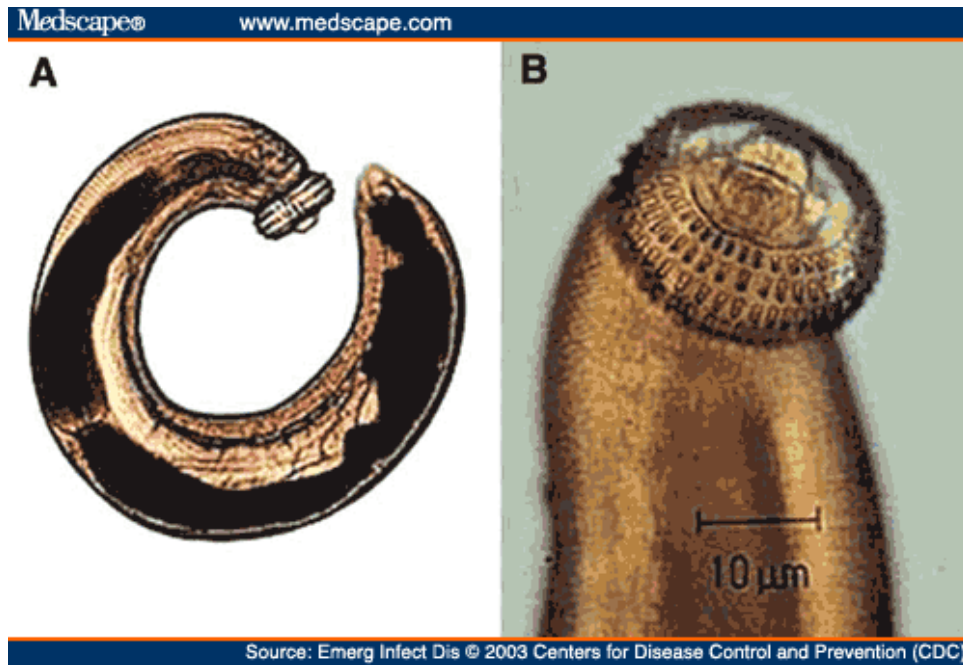 Medscape® www.medscape.com
A B
10 µm
Source: Emerg Infect Dis © 2003 Centers for Disease Control and Prevention (CDC)